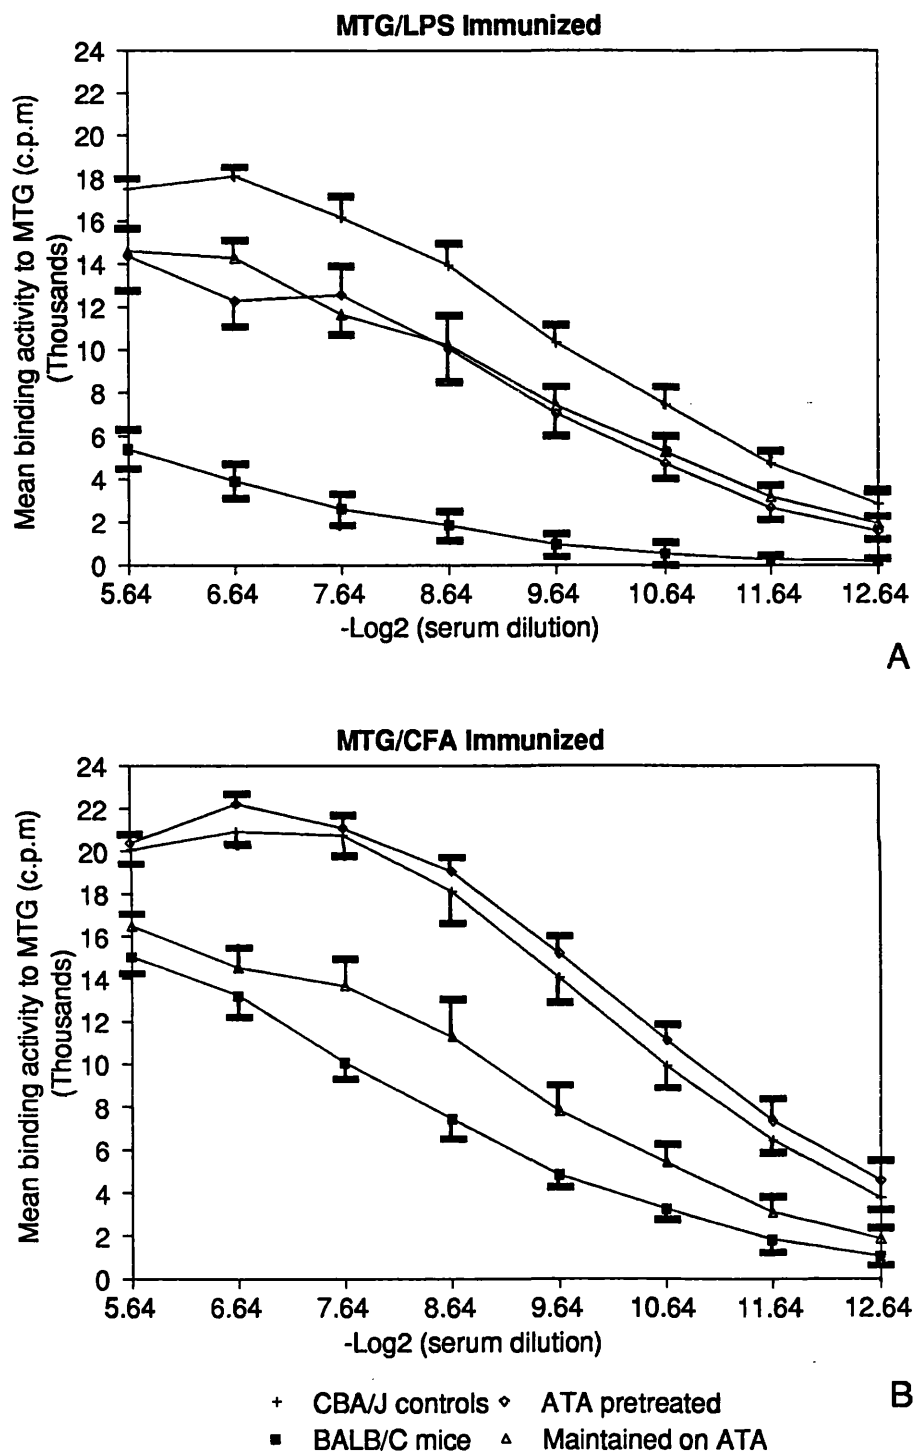 MTG/LPS Immunized
Mean binding activity to MTG (c.p.m)
(Thousands)
24
22
20
18
16
14
12
10
8
6
4
2
0
5.64 6.64 7.64 8.64 9.64 10.64 11.64 12.64
-Log2 (serum dilution)
A
MTG/CFA Immunized
Mean binding activity to MTG (c.p.m)
(Thousands)
24
22
20
18
16
14
12
10
8
6
4
2
0
5.64 6.64 7.64 8.64 9.64 10.64 11.64 12.64
-Log2 (serum dilution)
B
CBA/J controls ATA pretreated
BALB/C mice Maintained on ATA